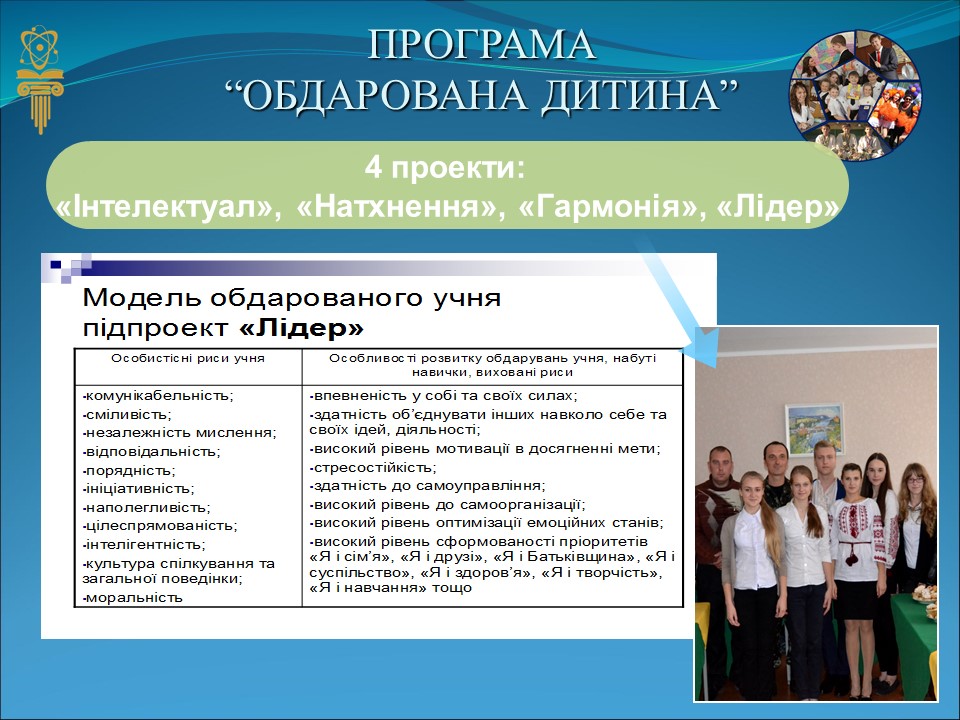 ПРОГРАМА
“ОБДАРОВАНА ДИТИНА”
4 проекти:
«Інтелектуал», «Натхнення», «Гармонія», «Лідер»
Модель обдарованого учня
підпроект «Лідер»
Особистісні риси учня
Особливості розвитку обдарувань учня, набуті
навички, виховані риси
-комунікабельність;
-сміливість;
-незалежність мислення;
-відповідальність;
-порядність;
-ініціативність;
-наполегливість;
-цілеспрямованість;
-інтелігентність;
-культура спілкування та
загальної поведінки;
-моральність
-впевненість у собі та своїх силах;
-здатність об’єднувати інших навколо себе та
своїх ідей, діяльності;
-високий рівень мотивації в досягненні мети;
-стресостійкість;
-здатність до самоуправління;
-високий рівень до самоорганізації;
-високий рівень оптимізації емоційних станів;
-високий рівень сформованості пріоритетів
«Я і сім’я», «Я і друзі», «Я і Батьківщина», «Я і
суспільство», «Я і здоров’я», «Я і творчість»,
«Я і навчання» тощо